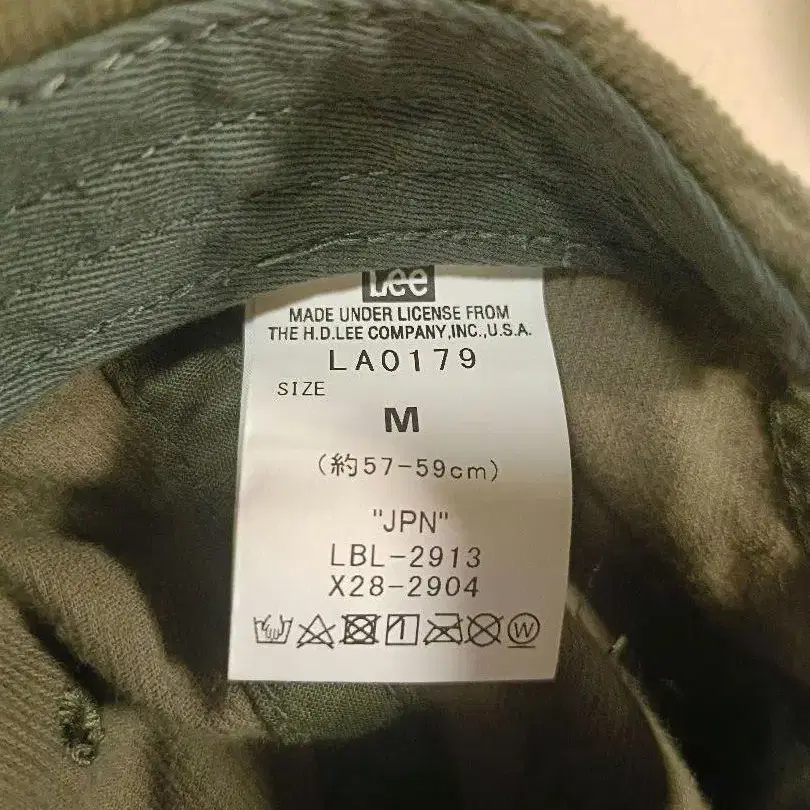 Lee
MADE UNDER LICENSE FROM
THE H.D.LEE COMPANY,INC.,U.S.A.
LA0179
SIZE
M
(約57-59cm)
"JPN"
LBL-2913
X28-2904
W